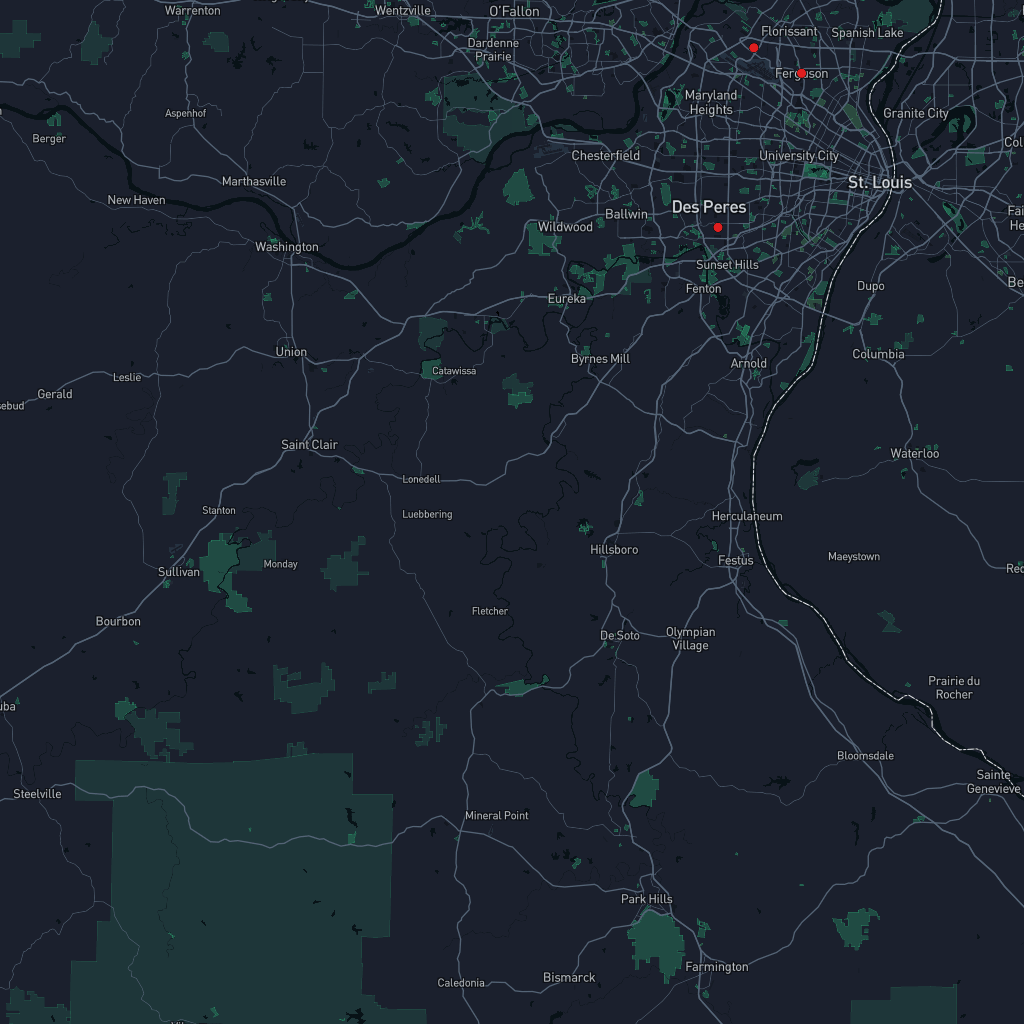 Warrenton
Wentzville
O'Fallon
Florissant
Spanish Lake
Dardenne
Prairie
Ferguson
Maryland
Heights
Aspenhof
Granite City
Berger
Chesterfield
University City
Marthasville
St. Louis
New Haven
Des Peres
Ballwin
Wildwood
Washington
Sunset Hills
Fenton
Dupo
Eureka
Union
Byrnes Mill
Arnold
Columbia
Leslie
Catawissa
Gerald
Saint Clair
Waterloo
Lonedell
Stanton
Luebbering
Herculaneum
Hillsboro
Maeystown
Festus
Monday
Sullivan
Fletcher
Bourbon
De Soto
Olympian
Village
Prairie du
Rocher
Bloomsdale
Sainte
Genevieve
Steelville
Mineral Point
Park Hills
Farmington
Bismarck
Caledonia